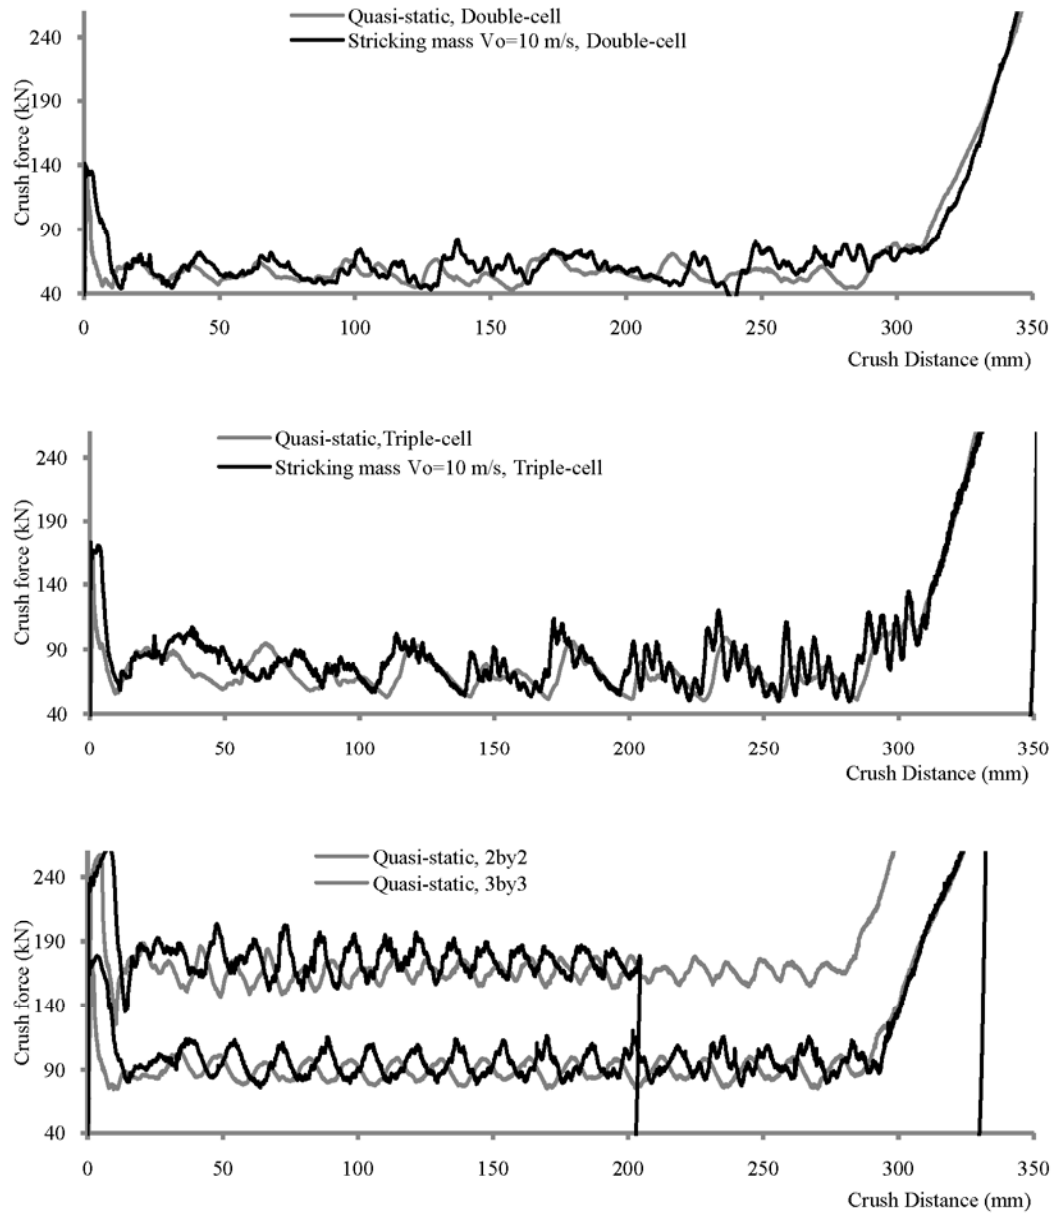 Quasi-static, Double-cell
Stricking mass Vo=10 m/s, Double-cell
Crush force (kN)
240
190
140
90
40
0 50 100 150 200 250 300 350
Crush Distance (mm)
Quasi-static,Triple-cell
Stricking mass Vo=10 m/s, Triple-cell
Crush force (kN)
240
190
140
90
40
0 50 100 150 200 250 300 350
Crush Distance (mm)
Quasi-static, 2by2
Quasi-static, 3by3
Crush force (kN)
240
190
140
90
40
0 50 100 150 200 250 300 350
Crush Distance (mm)